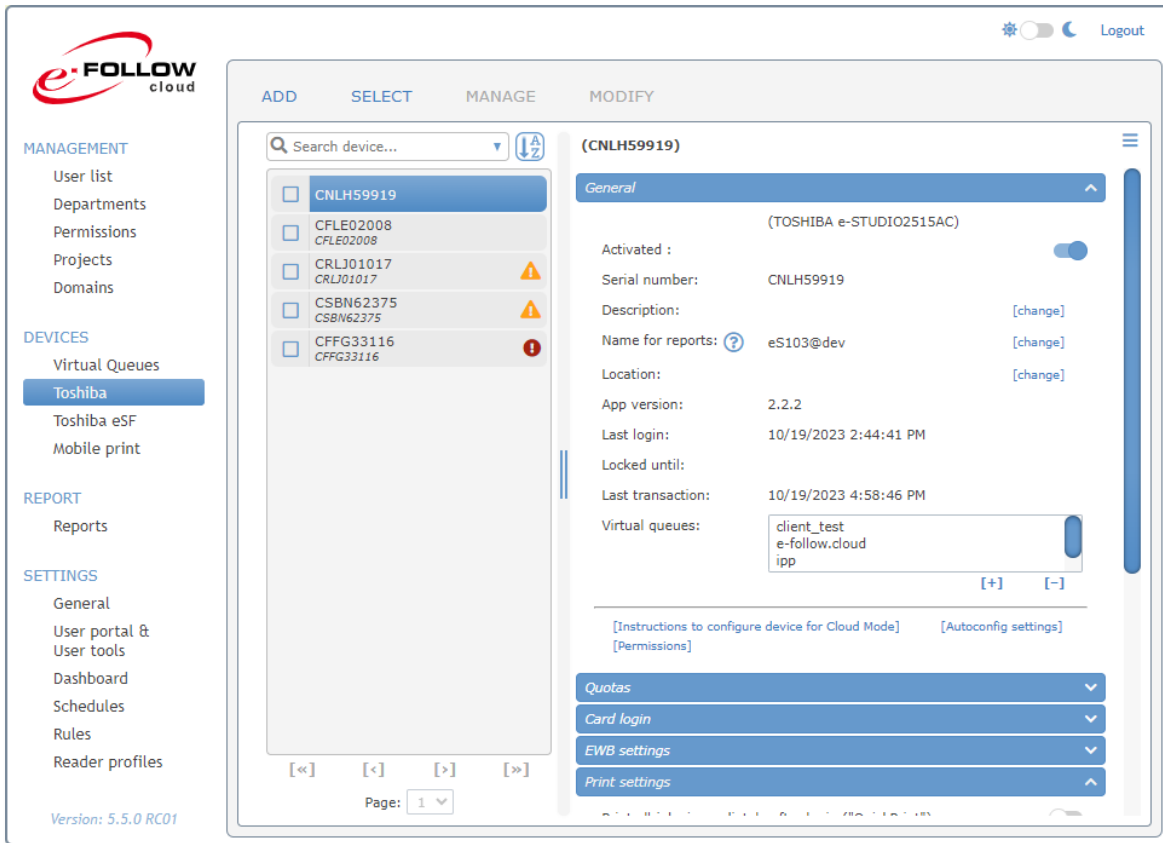 Logout
e-FOLLOW
cloud
ADD SELECT MANAGE MODIFY
MANAGEMENT
User list
Departments
Permissions
Projects
Domains
DEVICES
Virtual Queues
Toshiba
Toshiba eSF
Mobile print
REPORT
Reports
SETTINGS
General
User portal &
User tools
Dashboard
Schedules
Rules
Reader profiles
Version: 5.5.0 RC01
Search device...
CNLH59919
CFLE02008
CFLE02008
CRLJ01017
CRLJ01017
CSBN62375
CSBN62375
CFFG33116
CFFG33116
[«] [<] [>] [»]
Page: 1
(CNLH59919)
General
(TOSHIBA e-STUDIO2515AC)
Activated :
Serial number: CNLH59919
Description: [change]
Name for reports: ? eS103@dev [change]
Location: [change]
App version: 2.2.2
Last login: 10/19/2023 2:44:41 PM
Locked until:
Last transaction: 10/19/2023 4:58:46 PM
Virtual queues: client_test
e-follow.cloud
ipp
[+] [-]
[Instructions to configure device for Cloud Mode] [Autoconfig settings]
[Permissions]
Quotas
Card login
EWB settings
Print settings